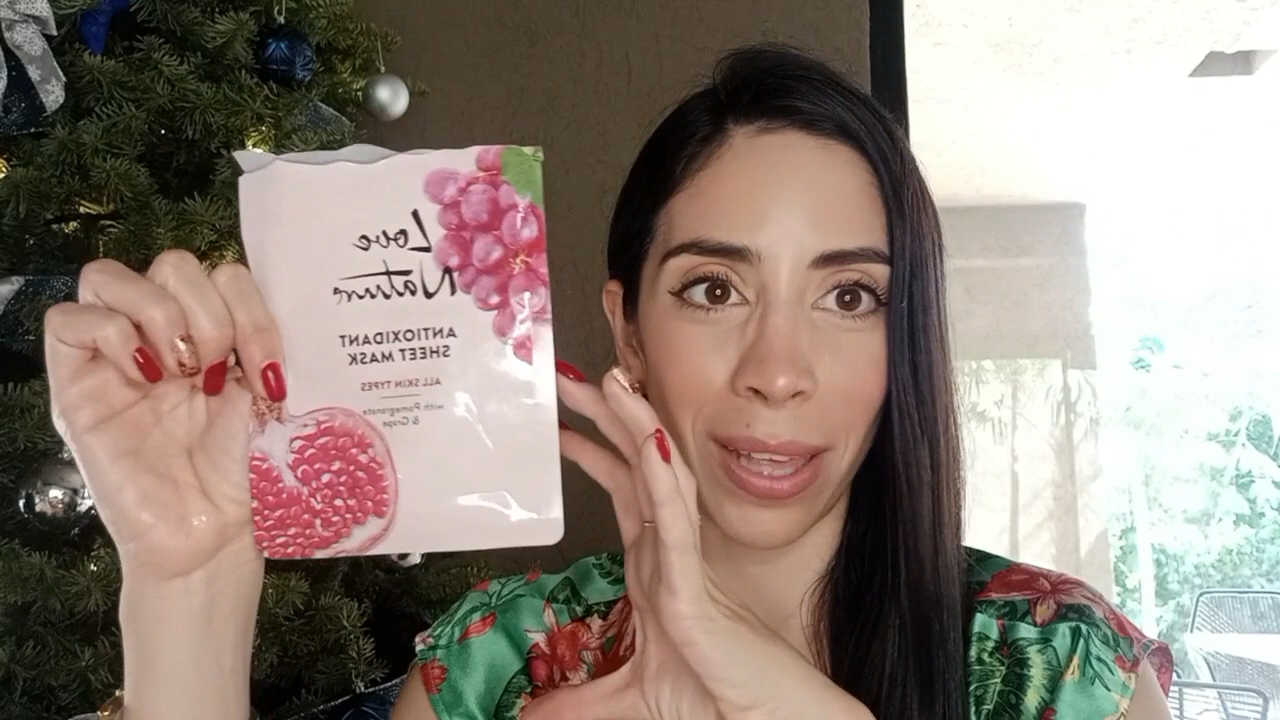 Love
Nature
ANTIOXIDANT
SHEET MASK
ALL SKIN TYPES
with Pomegranate
& Grape